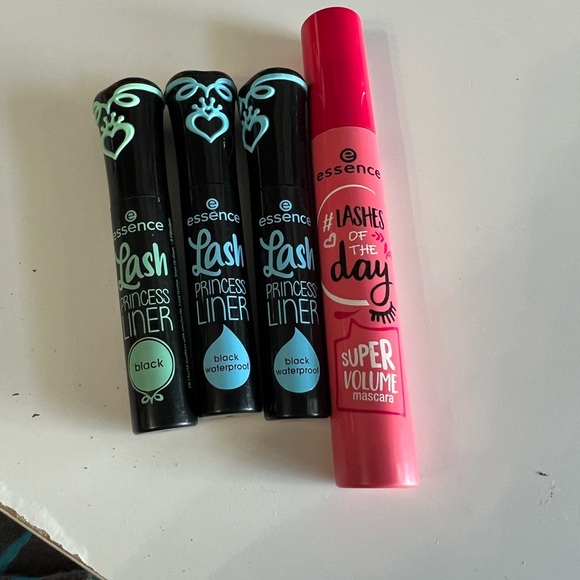 essence
Lash
PRINCESS
LINER
black
essence
Lash
PRINCESS
LINER
black
waterproof
essence
Lash
PRINCESS
LINER
black
waterproof
essence
#LASHES
OF THE
day
SUPER
VOLUME
mascara